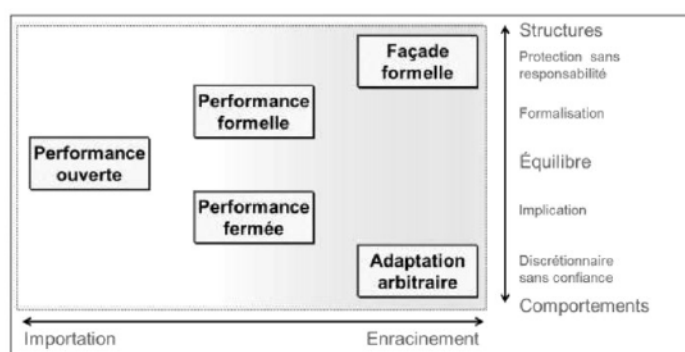 Structures
Façade
formelle
Protection sans
responsabilité
Performance
formelle
Formalisation
Performance
ouverte
Équilibre
Performance
fermée
Implication
Adaptation
arbitraire
Discrétionnaire
sans confiance
Comportements
Importation
Enracinement